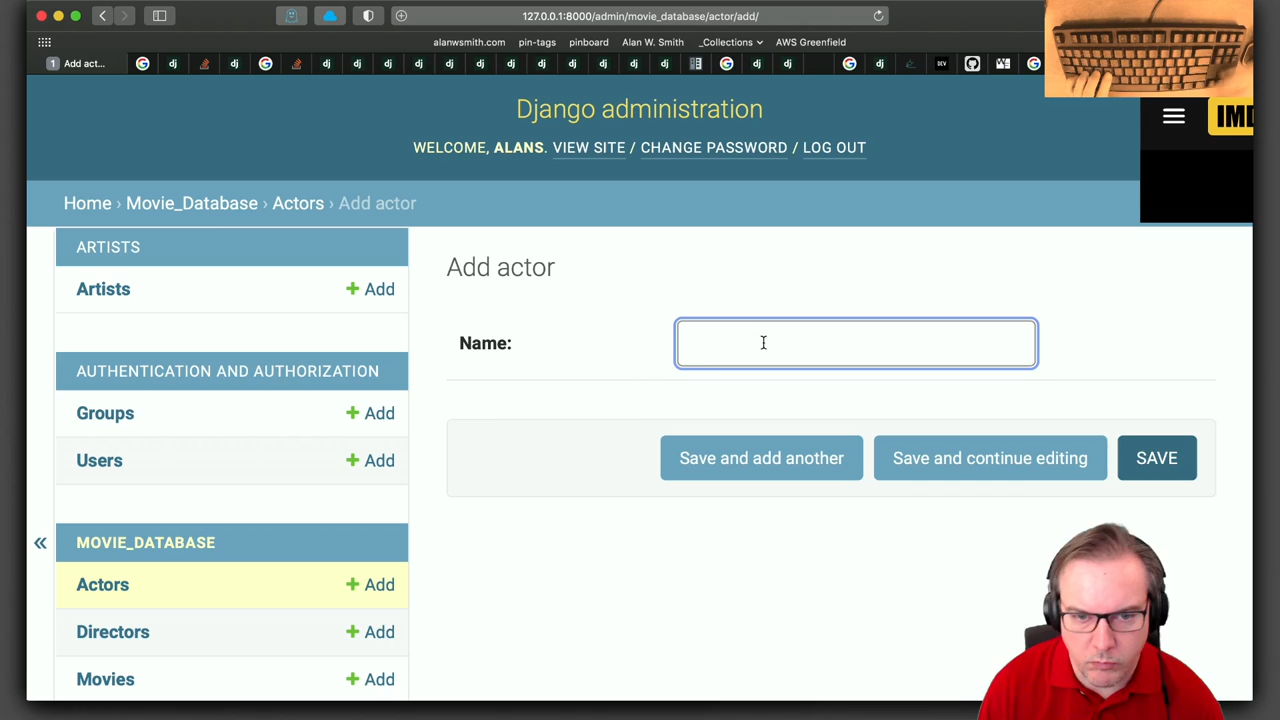 127.0.0.1:8000/admin/movie_database/actor/add/
alanwsmith.com pin-tags pinboard Alan W. Smith _Collections AWS Greenfield
1 Add act...
DEV
Django administration
WELCOME, ALANS. VIEW SITE / CHANGE PASSWORD / LOG OUT
Home › Movie_Database › Actors › Add actor
ARTISTS
Artists + Add
AUTHENTICATION AND AUTHORIZATION
Groups + Add
Users + Add
MOVIE_DATABASE
Actors + Add
Directors + Add
Movies + Add
Add actor
Name:
Save and add another Save and continue editing SAVE